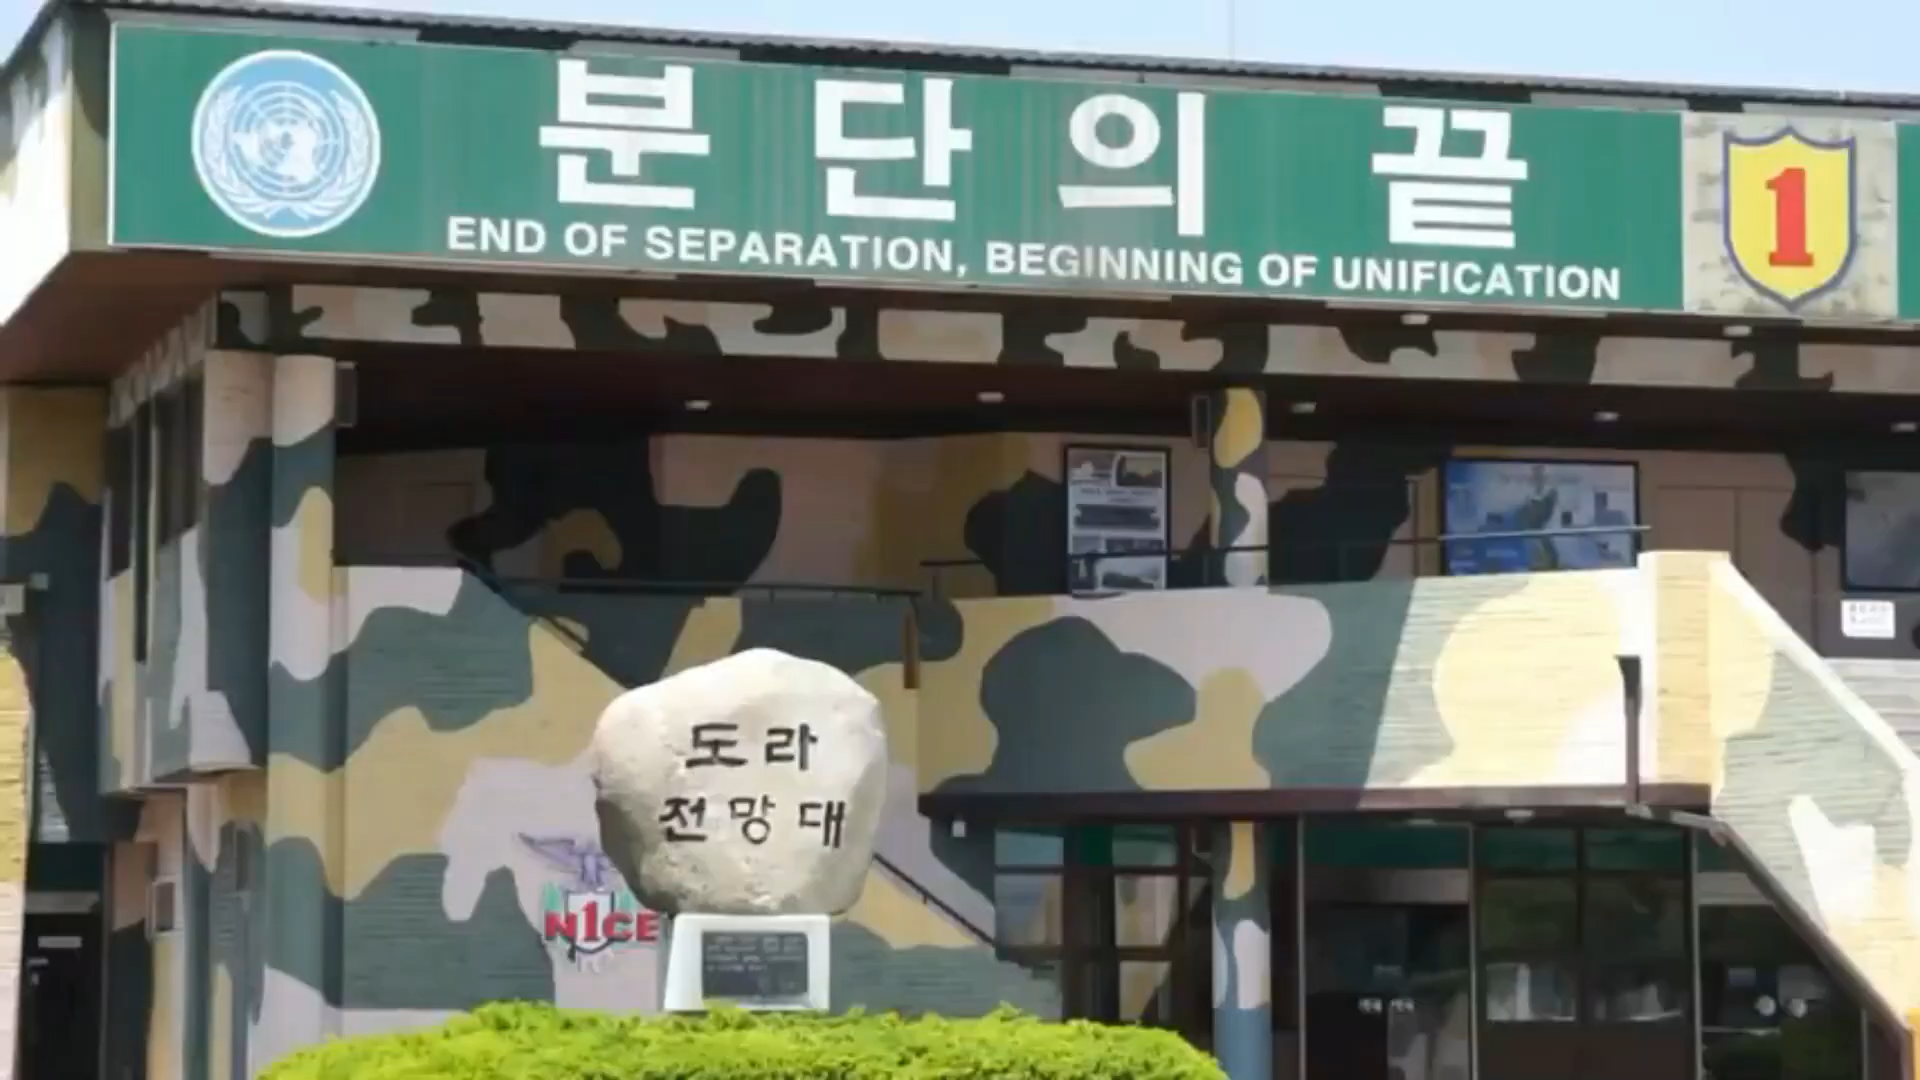 분단의 끝
END OF SEPARATION, BEGINNING OF UNIFICATION
1
도라
전망대
N1CE